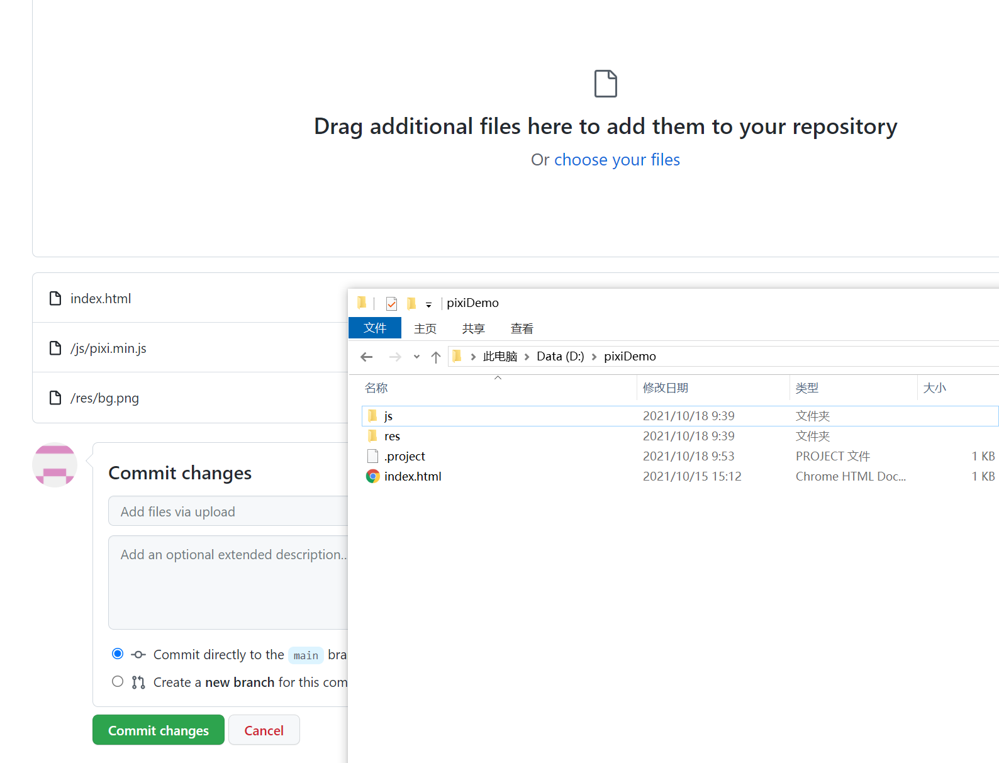 Drag additional files here to add them to your repository
Or choose your files
index.html
/js/pixi.min.js
/res/bg.png
Commit changes
Add files via upload
Add an optional extended description..
Commit directly to the main bra
Create a new branch for this com
Commit changes
Cancel
pixiDemo
文件 主页 共享 查看
此电脑 Data (D:) pixiDemo
名称 修改日期 类型 大小
js 2021/10/18 9:39 文件夹
res 2021/10/18 9:39 文件夹
.project 2021/10/18 9:53 PROJECT 文件 1 KB
index.html 2021/10/15 15:12 Chrome HTML Doc... 1 KB